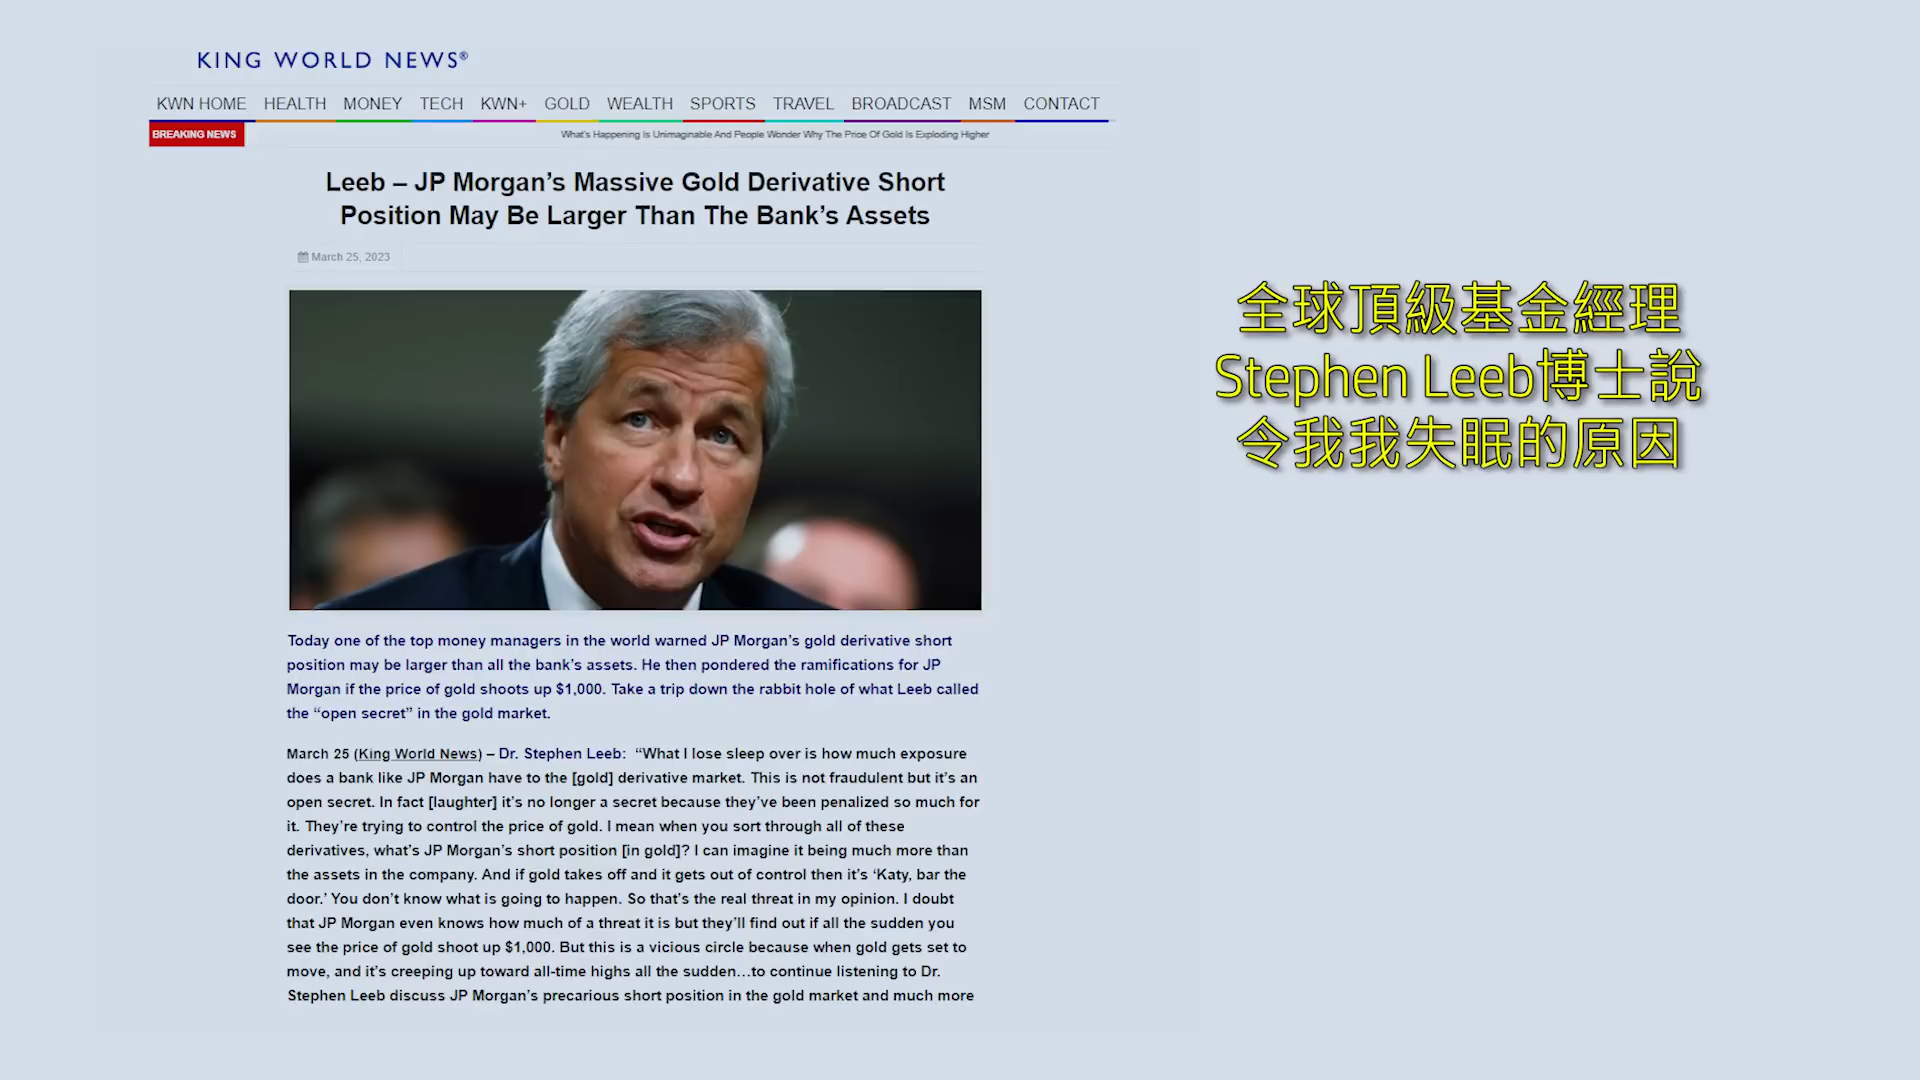 KING WORLD NEWS®
KWN HOME HEALTH MONEY TECH KWN+ GOLD WEALTH SPORTS TRAVEL BROADCAST MSM CONTACT
BREAKING NEWS What's Happening Is Unimaginable And People Wonder Why The Price Of Gold Is Exploding Higher
Leeb – JP Morgan's Massive Gold Derivative Short
Position May Be Larger Than The Bank's Assets
March 25, 2023
Today one of the top money managers in the world warned JP Morgan's gold derivative short
position may be larger than all the bank's assets. He then pondered the ramifications for JP
Morgan if the price of gold shoots up $1,000. Take a trip down the rabbit hole of what Leeb called
the “open secret” in the gold market.
March 25 (King World News) – Dr. Stephen Leeb: “What I lose sleep over is how much exposure
does a bank like JP Morgan have to the [gold] derivative market. This is not fraudulent but it's an
open secret. In fact [laughter] it's no longer a secret because they've been penalized so much for
it. They're trying to control the price of gold. I mean when you sort through all of these
derivatives, what's JP Morgan's short position [in gold]? I can imagine it being much more than
the assets in the company. And if gold takes off and it gets out of control then it's ‘Katy, bar the
door.’ You don't know what is going to happen. So that's the real threat in my opinion. I doubt
that JP Morgan even knows how much of a threat it is but they'll find out if all the sudden you
see the price of gold shoot up $1,000. But this is a vicious circle because when gold gets set to
move, and it's creeping up toward all-time highs all the sudden…to continue listening to Dr.
Stephen Leeb discuss JP Morgan's precarious short position in the gold market and much more
全球頂級基金經理
Stephen Leeb博士說
令我我失眠的原因